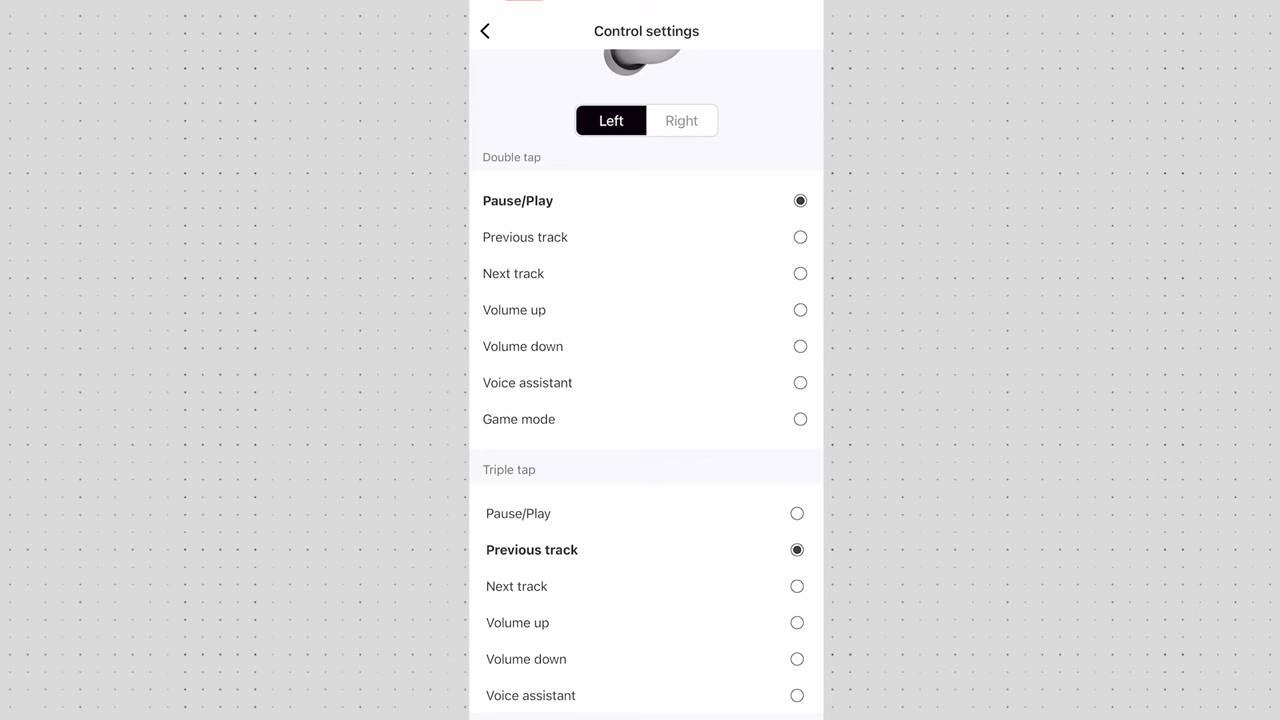 Control settings
Left Right
Double tap
Pause/Play
Previous track
Next track
Volume up
Volume down
Voice assistant
Game mode
Triple tap
Pause/Play
Previous track
Next track
Volume up
Volume down
Voice assistant